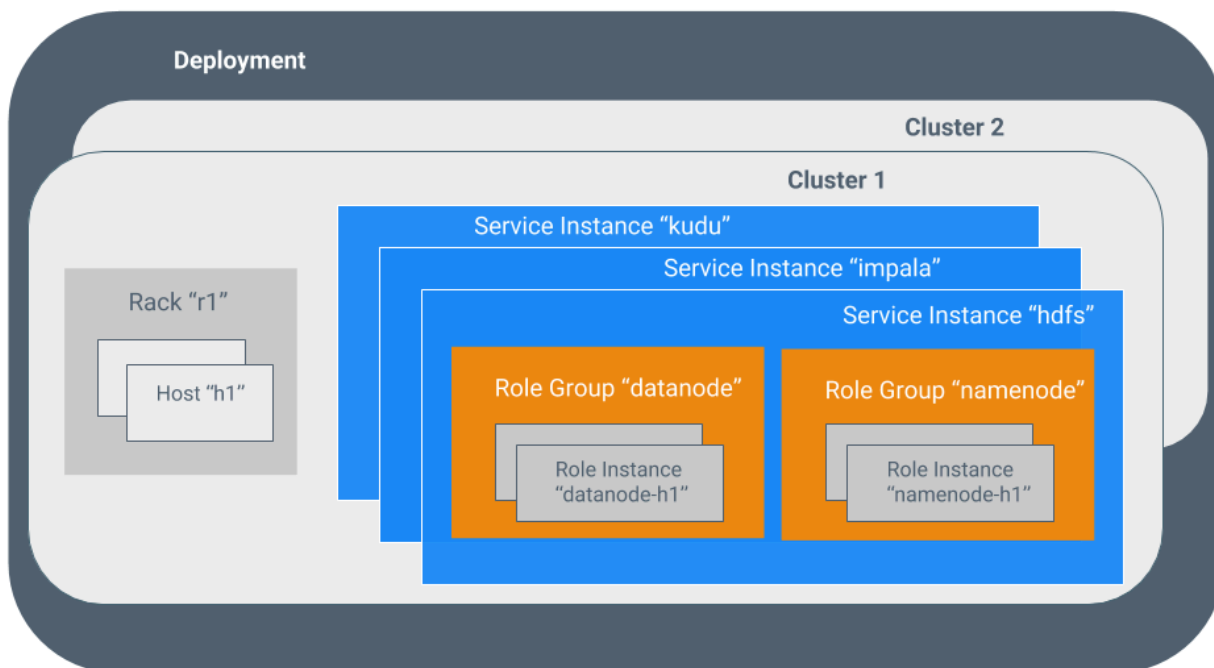 Deployment
Cluster 2
Cluster 1
Service Instance “kudu”
Service Instance “impala”
Service Instance “hdfs”
Rack “r1”
Host “h1”
Role Group “datanode”
Role Instance
“datanode-h1”
Role Group “namenode”
Role Instance
“namenode-h1”